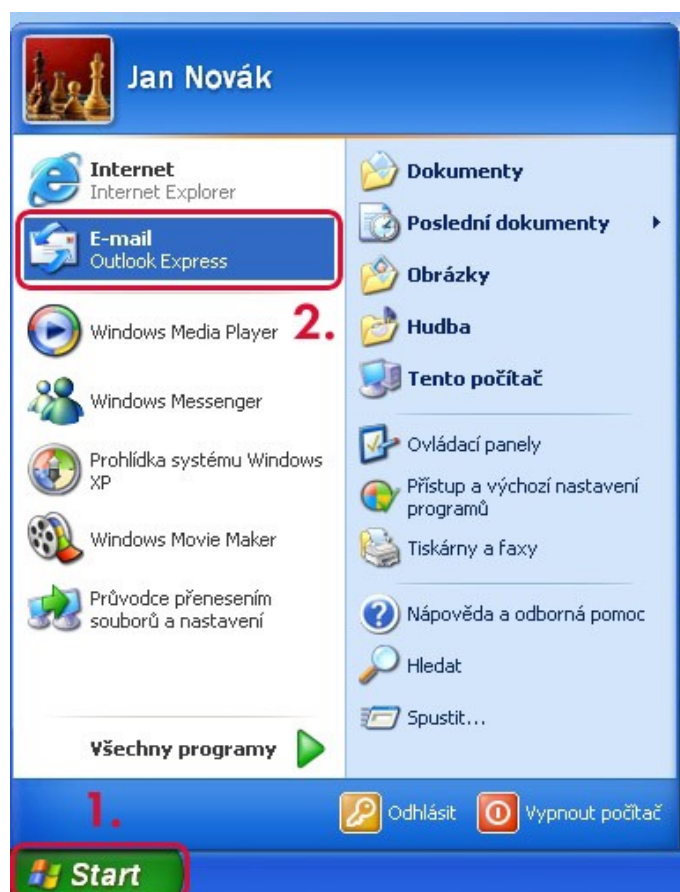 Jan Novák
Internet
Internet Explorer
E-mail
Outlook Express
2.
Windows Media Player
Windows Messenger
Prohlídka systému Windows
XP
Windows Movie Maker
Průvodce přenesením
souborů a nastavení
Všechny programy
Dokumenty
Poslední dokumenty
Obrázky
Hudba
Tento počítač
Ovládací panely
Přístup a výchozí nastavení
programů
Tiskárny a faxy
Nápověda a odborná pomoc
Hledat
Spustit...
1.
Odhlásit
Vypnout počítač
Start